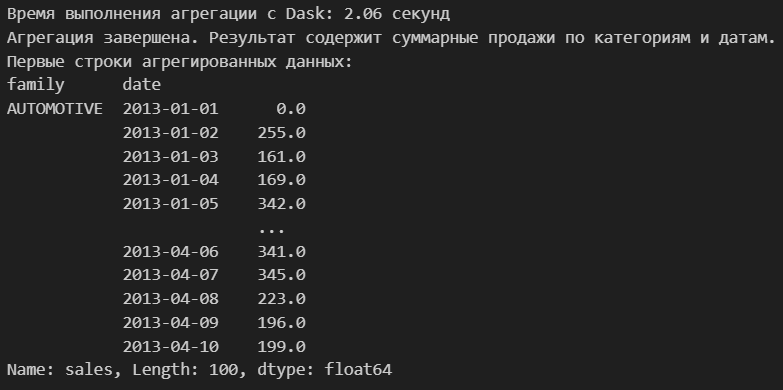 Время выполнения агрегации с Dask: 2.06 секунд
Агрегация завершена. Результат содержит суммарные продажи по категориям и датам.
Первые строки агрегированных данных:
family      date
AUTOMOTIVE  2013-01-01      0.0
            2013-01-02    255.0
            2013-01-03    161.0
            2013-01-04    169.0
            2013-01-05    342.0
                          ...
            2013-04-06    341.0
            2013-04-07    345.0
            2013-04-08    223.0
            2013-04-09    196.0
            2013-04-10    199.0
Name: sales, Length: 100, dtype: float64